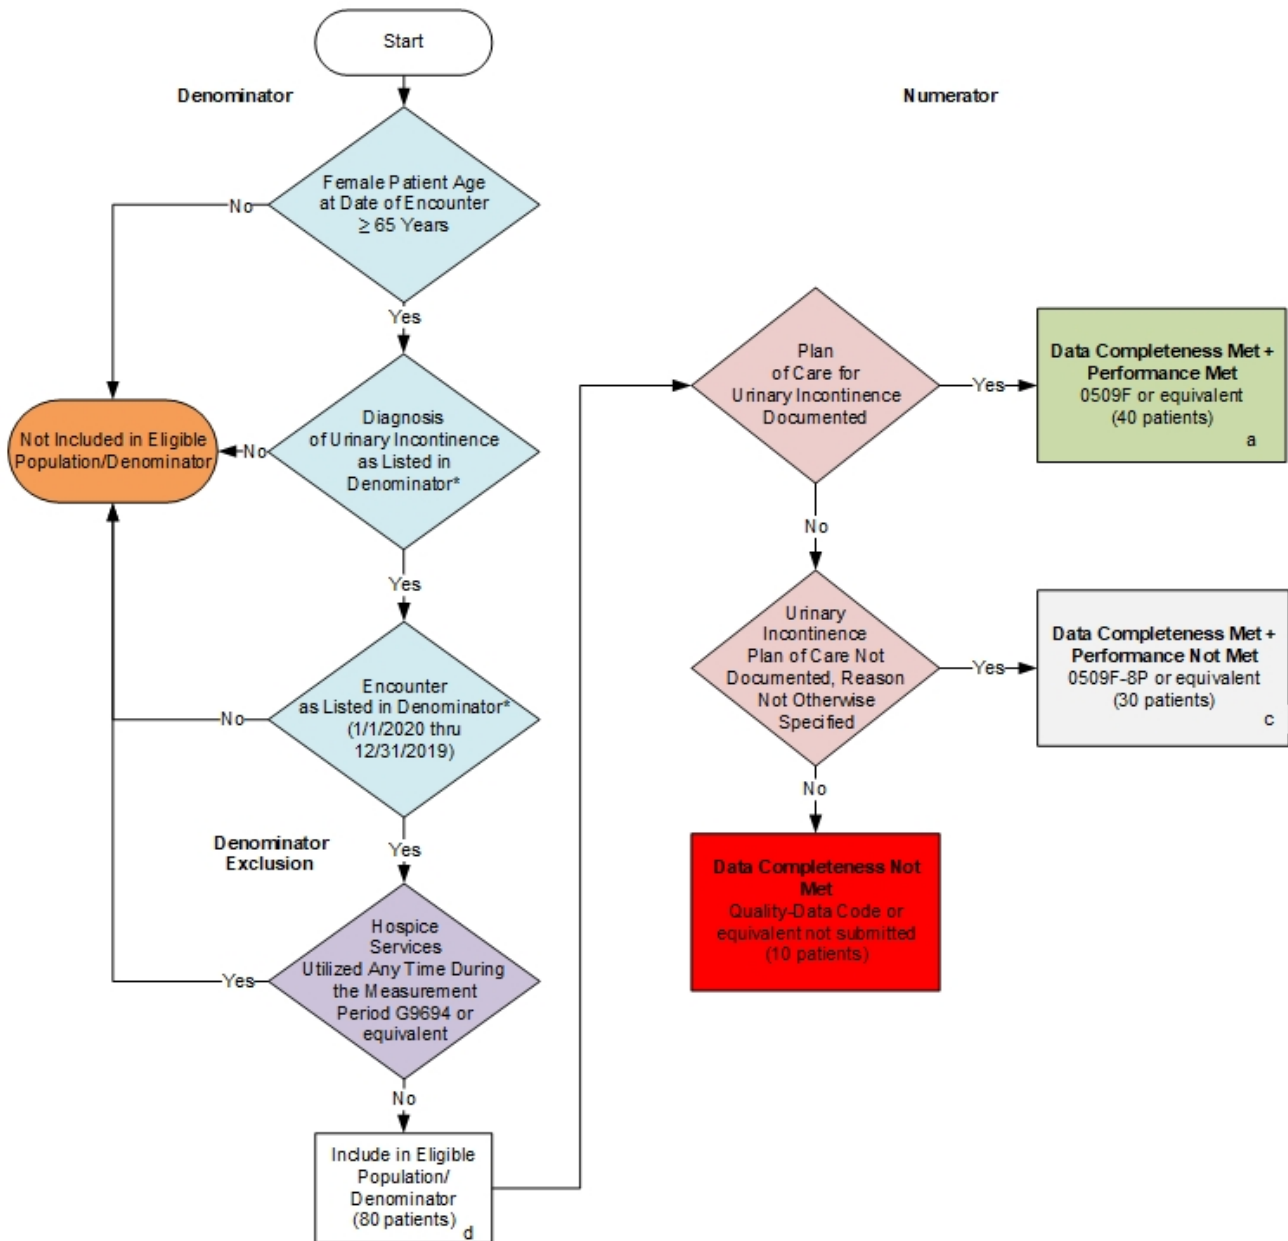 Start
Denominator
Numerator
Female Patient Age
at Date of Encounter
≥ 65 Years
No
Yes
Diagnosis
of Urinary Incontinence
as Listed in
Denominator*
No
Not Included in Eligible
Population/Denominator
Yes
Encounter
as Listed in Denominator*
(1/1/2020 thru
12/31/2019)
No
Yes
Denominator
Exclusion
Hospice
Services
Utilized Any Time During
the Measurement
Period G9694 or
equivalent
Yes
No
Include in Eligible
Population/
Denominator
(80 patients)
d
Plan
of Care for
Urinary Incontinence
Documented
Yes
Data Completeness Met +
Performance Met
0509F or equivalent
(40 patients)
a
No
Urinary
Incontinence
Plan of Care Not
Documented, Reason
Not Otherwise
Specified
Yes
Data Completeness Met +
Performance Not Met
0509F-8P or equivalent
(30 patients)
c
No
Data Completeness Not
Met
Quality-Data Code or
equivalent not submitted
(10 patients)